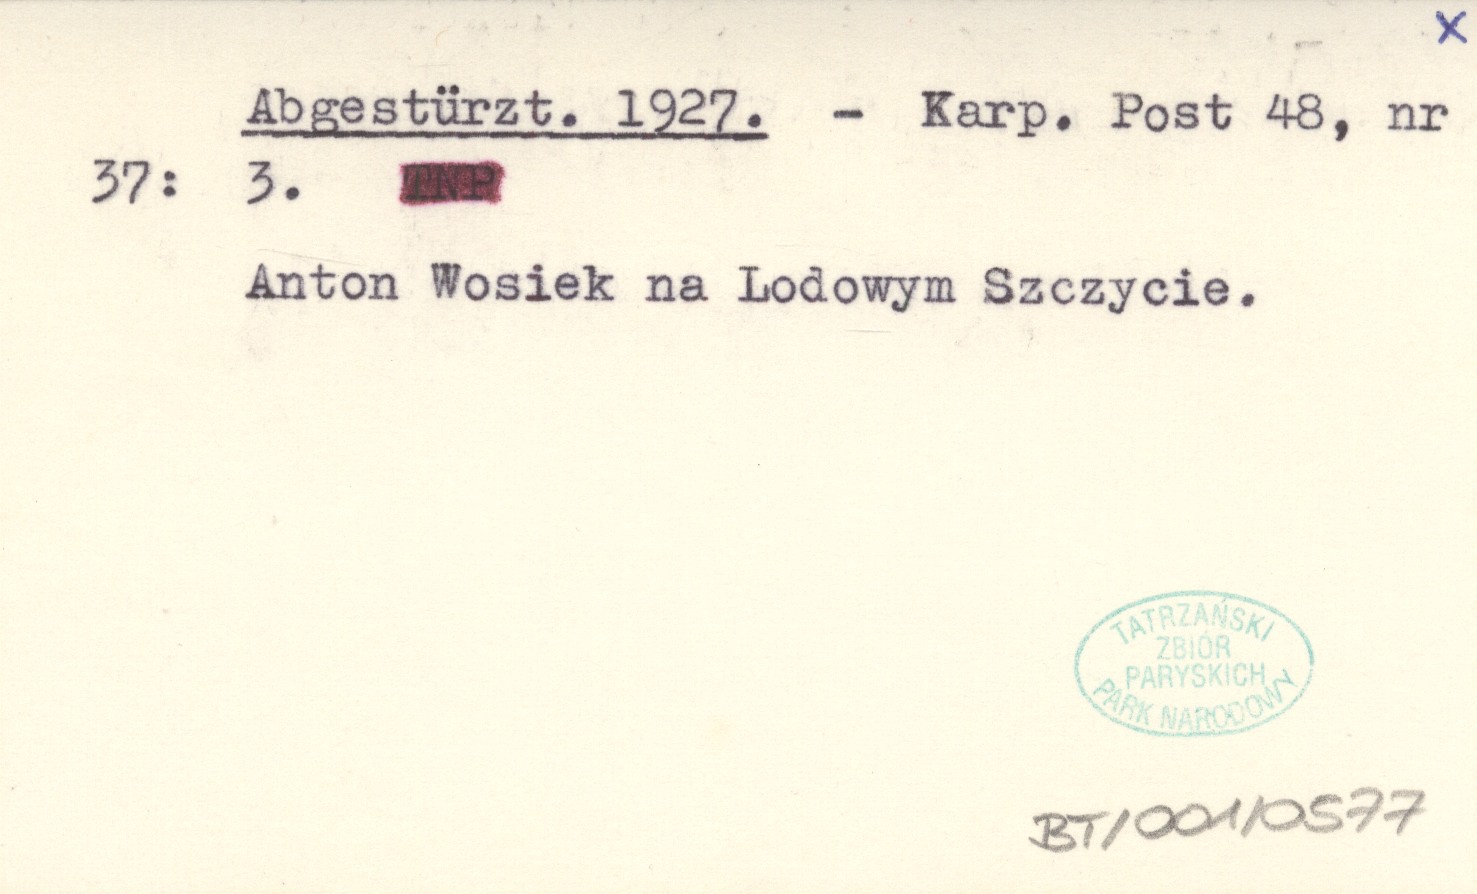 x
Abgestürzt. 1927. - Karp. Post 48, nr
37: 3. TNP
Anton Wosiek na Lodowym Szczycie.
TATRZAŃSKI
ZBIÓR
PARYSKICH
PARK NARODOWY
BT/001/0577